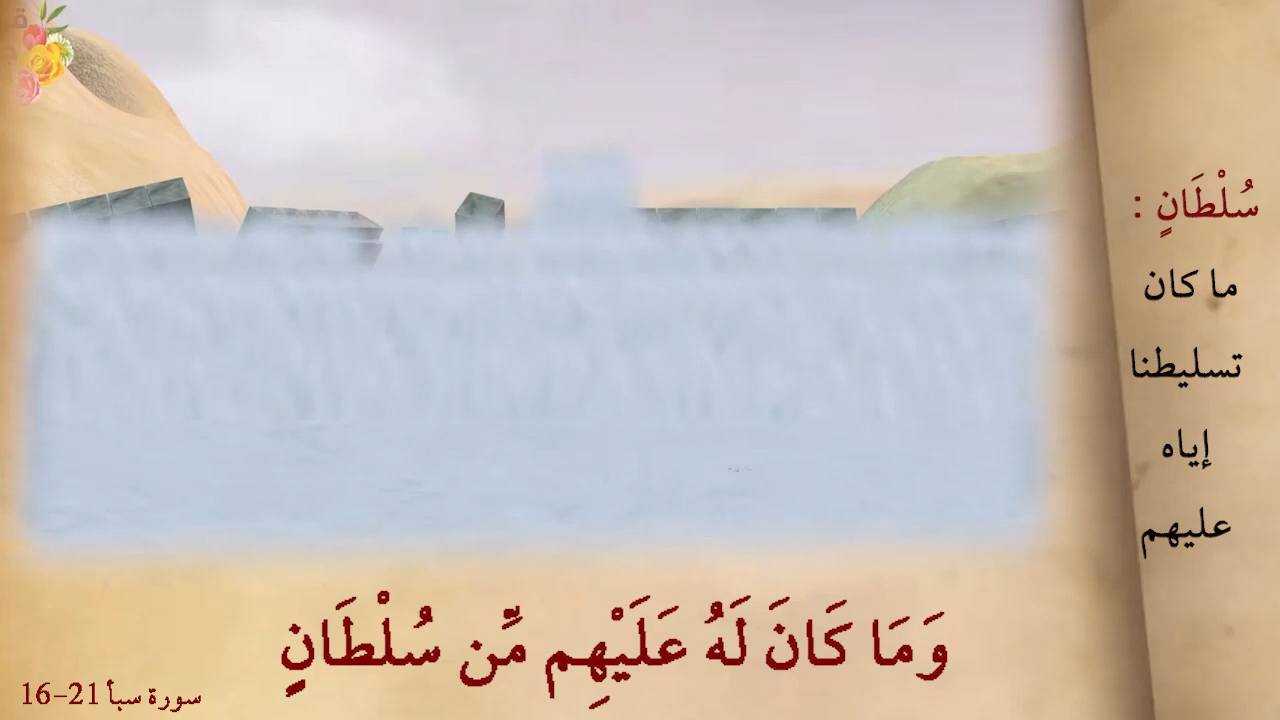 سُلْطَانٍ :
ما كان
تسليطنا
إياه
عليهم
وَمَا كَانَ لَهُ عَلَيْهِم مِّن سُلْطَانٍ
سورة سبأ 21-16